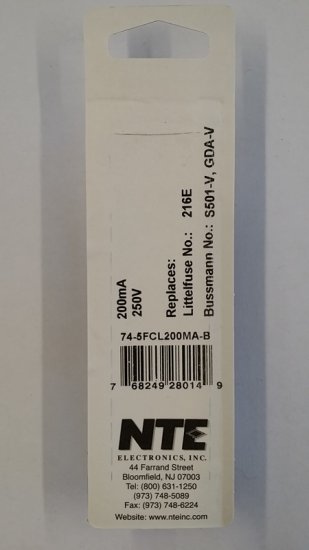 200mA
250V
Replaces:
Littelfuse No.: 216E
Bussmann No.: S501-V, GDA-V
74-5FCL200MA-B
7 68249 28014 9
NTE
ELECTRONICS, INC.
44 Farrand Street
Bloomfield, NJ 07003
Tel: (800) 631-1250
(973) 748-5089
Fax: (973) 748-6224
Website: www.nteinc.com